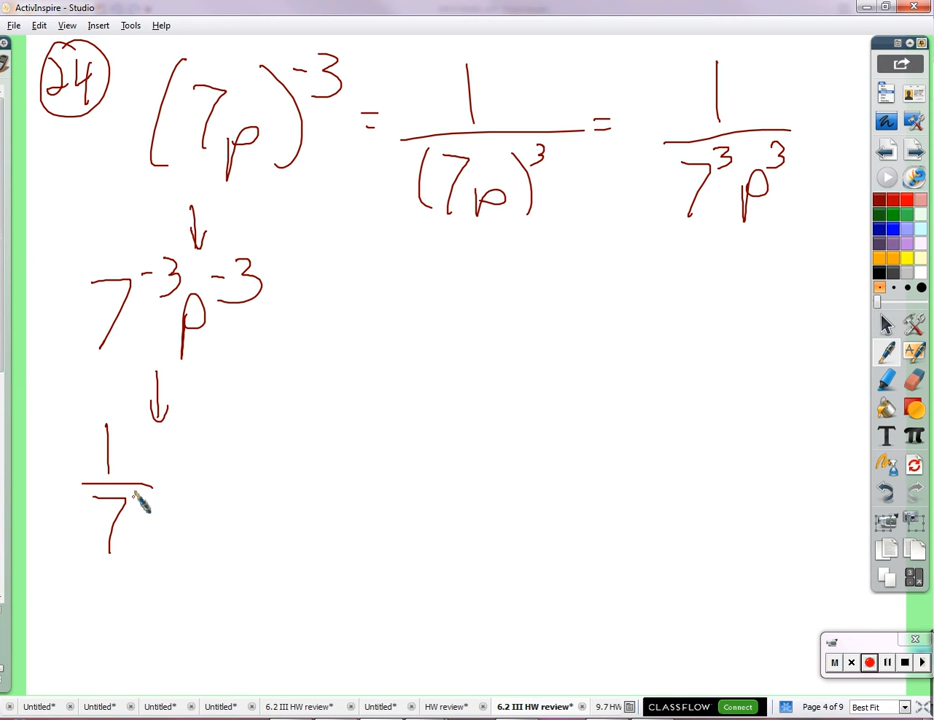 ActivInspire - Studio
File Edit View Insert Tools Help
24 (7p)^-3 = 1/(7p)^3 = 1/7^3 p^3
↓
7^-3 p^-3
↓
1/7
T π
M
Untitled* Untitled* Untitled* Untitled* 6.2 III HW review* Untitled* HW review* 6.2 III HW review* 9.7 HW CLASSFLOW Connect Page 4 of 9 Best Fit